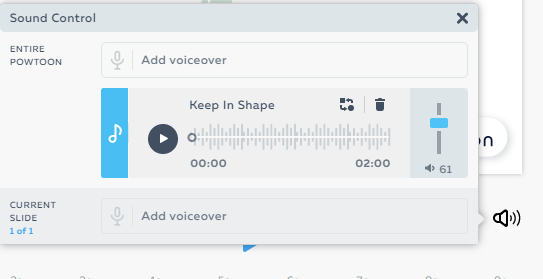 Sound Control
ENTIRE
POWTOON
Add voiceover
Keep In Shape
00:00
02:00
61
CURRENT
SLIDE
1 of 1
Add voiceover
on